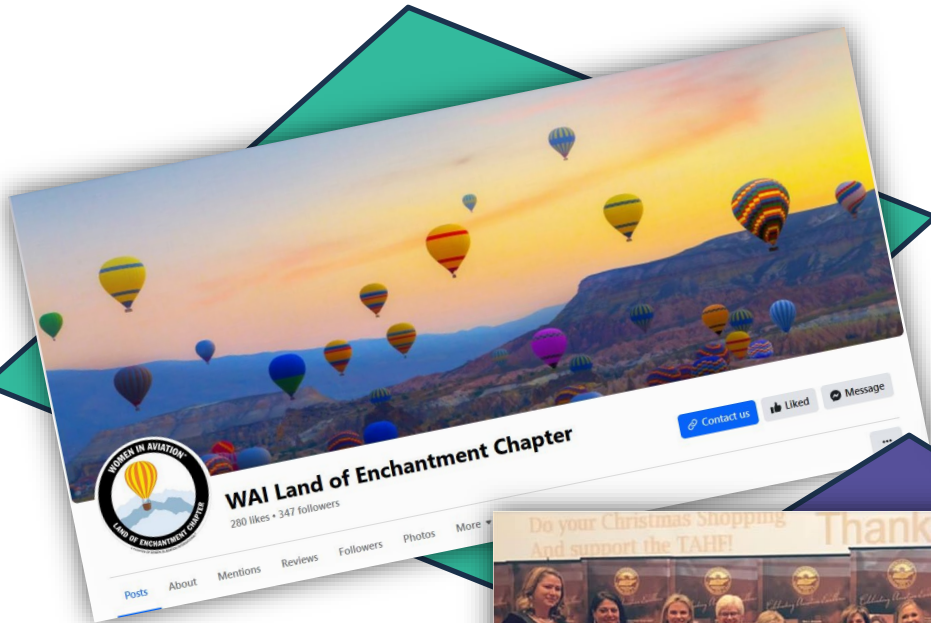 WOMEN IN AVIATION
LAND OF ENCHANTMENT CHAPTER
WAI Land of Enchantment Chapter
280 likes • 347 followers
Contact us
Liked
Message
...
Posts
About
Mentions
Reviews
Followers
Photos
More
Do your Christmas Shopping
And support the TAHF!
Thank